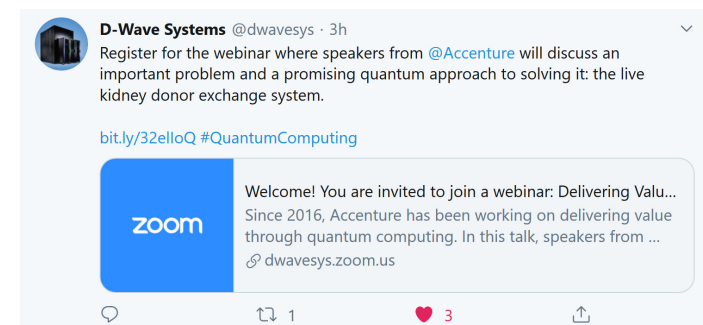 D-Wave Systems @dwavesys · 3h
Register for the webinar where speakers from @Accenture will discuss an
important problem and a promising quantum approach to solving it: the live
kidney donor exchange system.
bit.ly/32elIoQ #QuantumComputing
zoom
Welcome! You are invited to join a webinar: Delivering Valu...
Since 2016, Accenture has been working on delivering value
through quantum computing. In this talk, speakers from ...
dwavesys.zoom.us
1 3